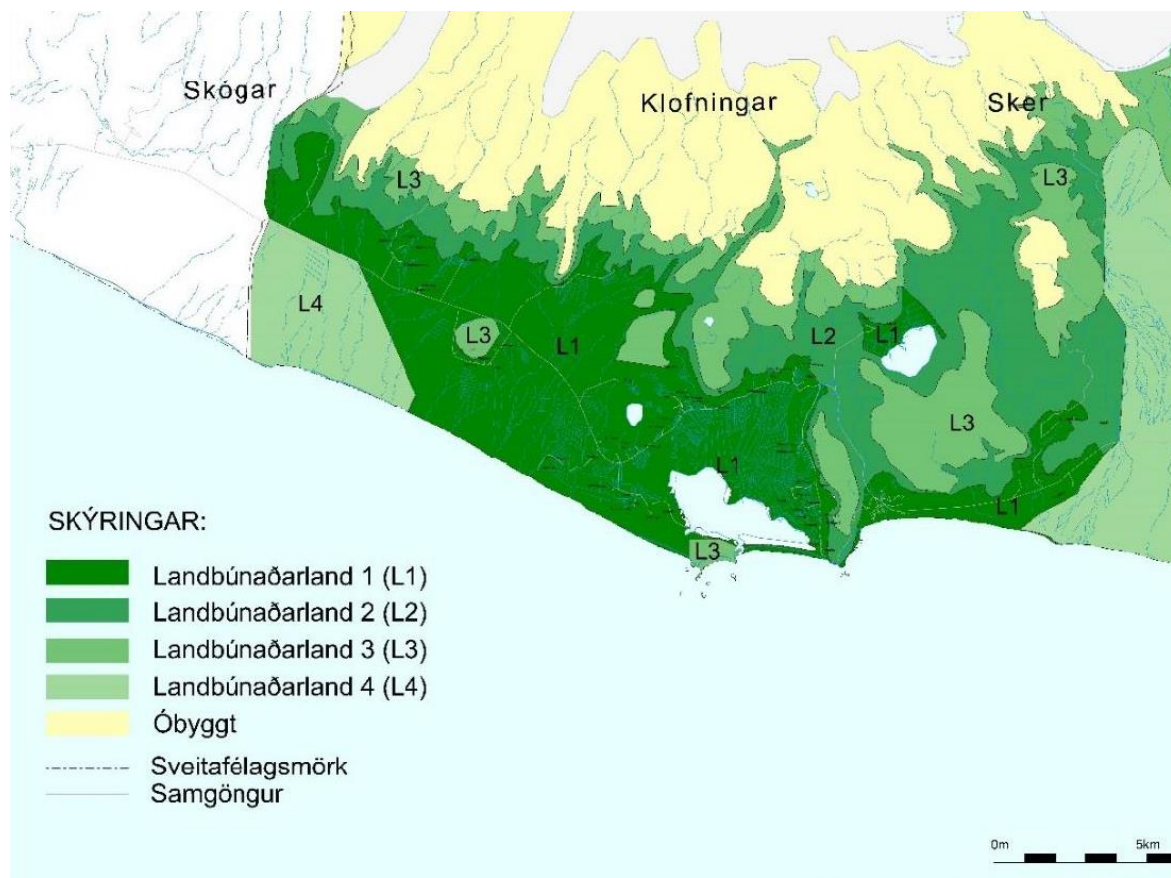 Skógar
Klofningar
Sker
L3
L3
L4
L3
L1
L2
L1
L3
L1
L1
L3
SKÝRINGAR:
Landbúnaðarland 1 (L1)
Landbúnaðarland 2 (L2)
Landbúnaðarland 3 (L3)
Landbúnaðarland 4 (L4)
Óbyggt
Sveitafélagsmörk
Samgöngur
0m 5km